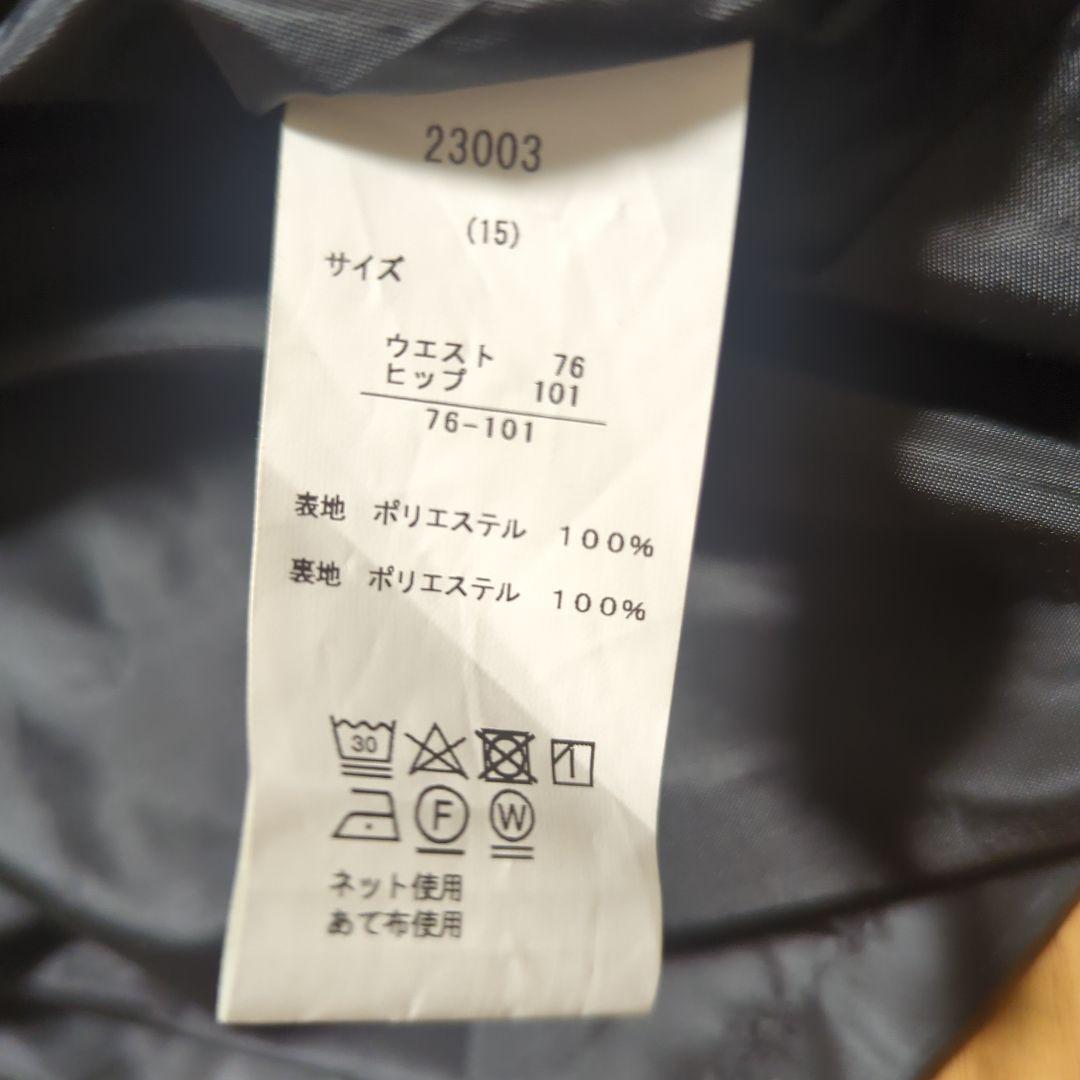 23003
(15)
サイズ
ウエスト 76
ヒップ 101
76-101
表地 ポリエステル 100%
裏地 ポリエステル 100%
30
F W
ネット使用
あて布使用